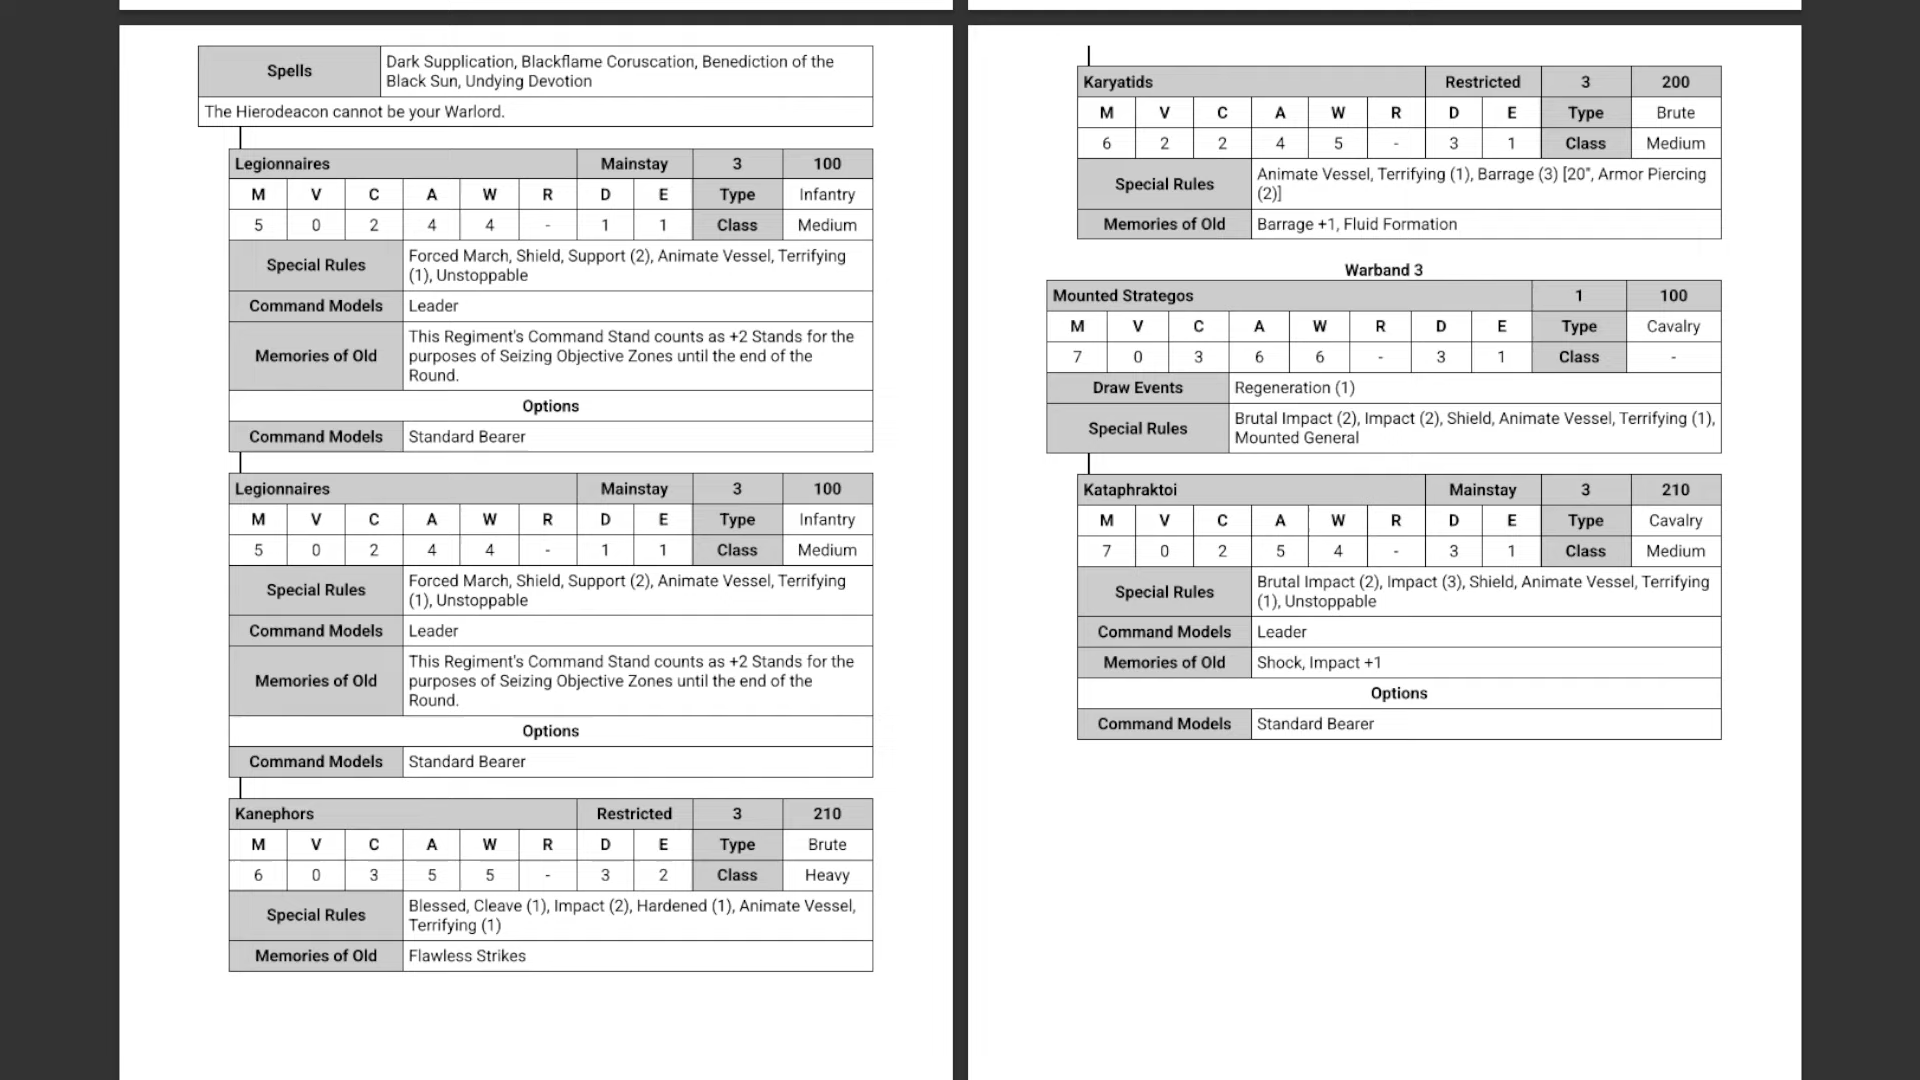 Spells
Dark Supplication, Blackflame Coruscation, Benediction of the
Black Sun, Undying Devotion
The Hierodeacon cannot be your Warlord.
Legionnaires Mainstay 3 100
M V C A W R D E Type Infantry
5 0 2 4 4 - 1 1 Class Medium
Special Rules
Forced March, Shield, Support (2), Animate Vessel, Terrifying
(1), Unstoppable
Command Models Leader
Memories of Old
This Regiment's Command Stand counts as +2 Stands for the
purposes of Seizing Objective Zones until the end of the
Round.
Options
Command Models Standard Bearer
Legionnaires Mainstay 3 100
M V C A W R D E Type Infantry
5 0 2 4 4 - 1 1 Class Medium
Special Rules
Forced March, Shield, Support (2), Animate Vessel, Terrifying
(1), Unstoppable
Command Models Leader
Memories of Old
This Regiment's Command Stand counts as +2 Stands for the
purposes of Seizing Objective Zones until the end of the
Round.
Options
Command Models Standard Bearer
Kanephors Restricted 3 210
M V C A W R D E Type Brute
6 0 3 5 5 - 3 2 Class Heavy
Special Rules
Blessed, Cleave (1), Impact (2), Hardened (1), Animate Vessel,
Terrifying (1)
Memories of Old Flawless Strikes
Karyatids Restricted 3 200
M V C A W R D E Type Brute
6 2 2 4 5 - 3 1 Class Medium
Special Rules
Animate Vessel, Terrifying (1), Barrage (3) [20", Armor Piercing
(2)]
Memories of Old Barrage +1, Fluid Formation
Warband 3
Mounted Strategos 1 100
M V C A W R D E Type Cavalry
7 0 3 6 6 - 3 1 Class -
Draw Events Regeneration (1)
Special Rules
Brutal Impact (2), Impact (2), Shield, Animate Vessel, Terrifying (1),
Mounted General
Kataphraktoi Mainstay 3 210
M V C A W R D E Type Cavalry
7 0 2 5 4 - 3 1 Class Medium
Special Rules
Brutal Impact (2), Impact (3), Shield, Animate Vessel, Terrifying
(1), Unstoppable
Command Models Leader
Memories of Old Shock, Impact +1
Options
Command Models Standard Bearer